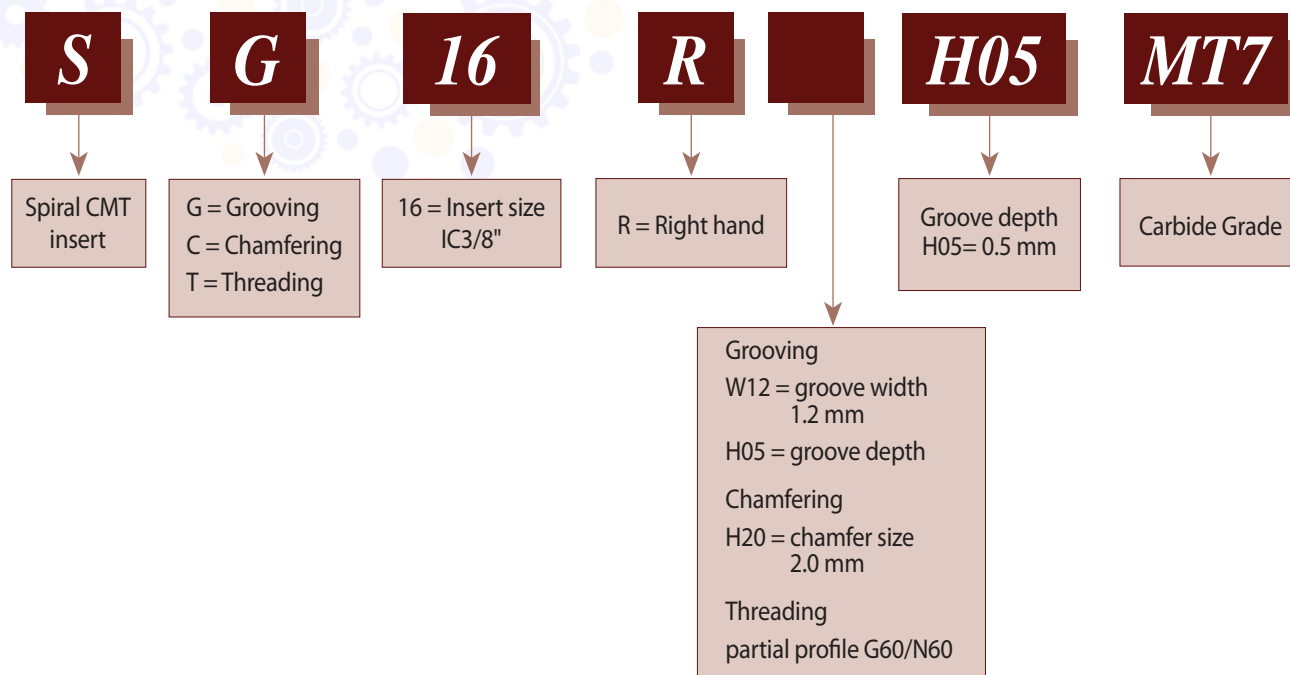 S G 16 R H05 MT7
Spiral CMT
insert
G = Grooving
C = Chamfering
T = Threading
16 = Insert size
IC3/8"
R = Right hand
Groove depth
H05= 0.5 mm
Carbide Grade
Grooving
W12 = groove width
1.2 mm
H05 = groove depth
Chamfering
H20 = chamfer size
2.0 mm
Threading
partial profile G60/N60